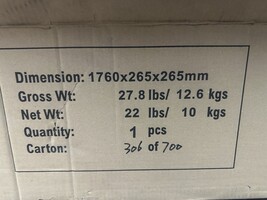 Dimension: 1760x265x265mm
Gross Wt: 27.8 lbs/ 12.6 kgs
Net Wt: 22 lbs/ 10 kgs
Quantity: 1 pcs
Carton: 306 of 700